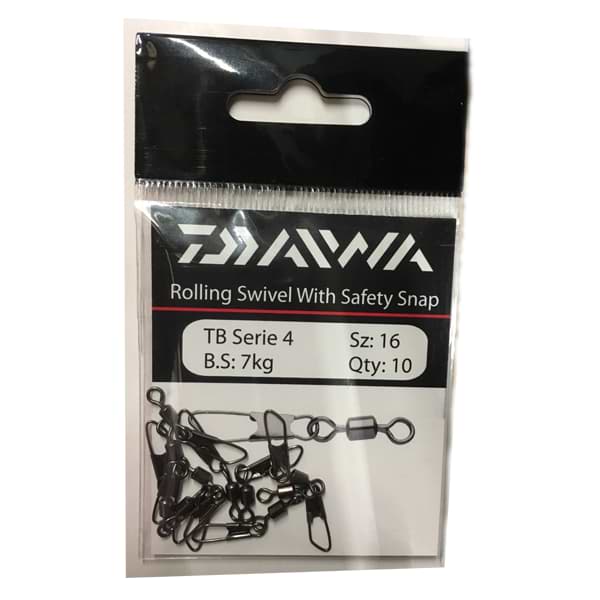 DAIWA
Rolling Swivel With Safety Snap
TB Serie 4 Sz: 16
B.S: 7kg Qty: 10